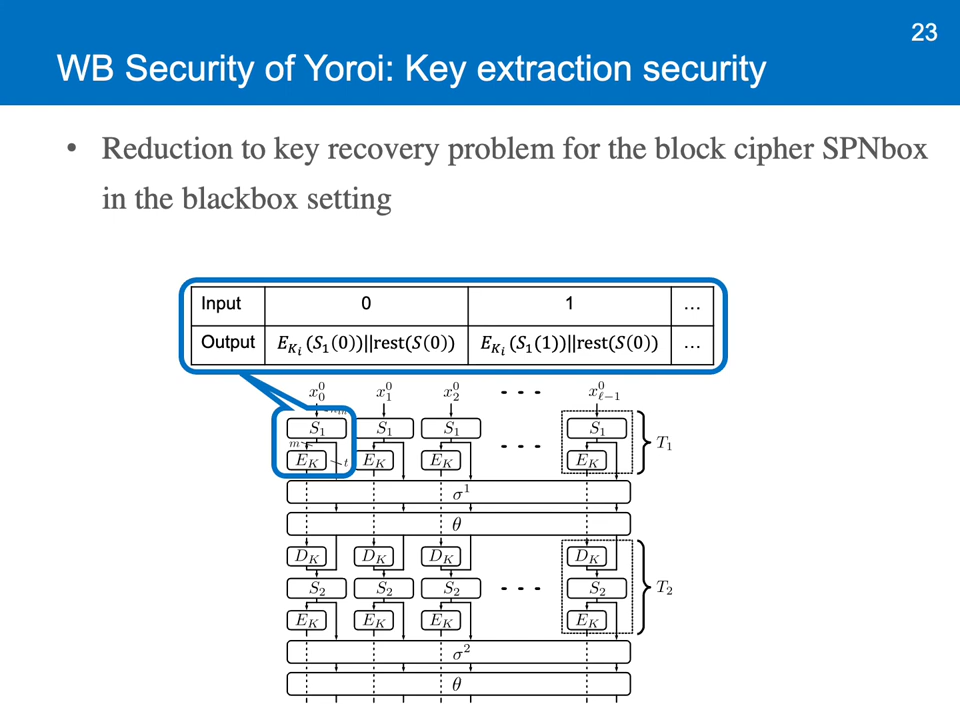 23
WB Security of Yoroi: Key extraction security
• Reduction to key recovery problem for the block cipher SPNbox
in the blackbox setting
Input 0 1 …
Output E_{K_i}(S_1(0))||rest(S(0)) E_{K_i}(S_1(1))||rest(S(0)) …
x_0^0 x_1^0 x_2^0 - - - x_{ℓ−1}^0
S_1 S_1 S_1 - - - S_1 T_1
m t
E_K E_K E_K E_K
σ^1
θ
D_K D_K D_K D_K
S_2 S_2 S_2 - - - S_2 T_2
E_K E_K E_K E_K
σ^2
θ